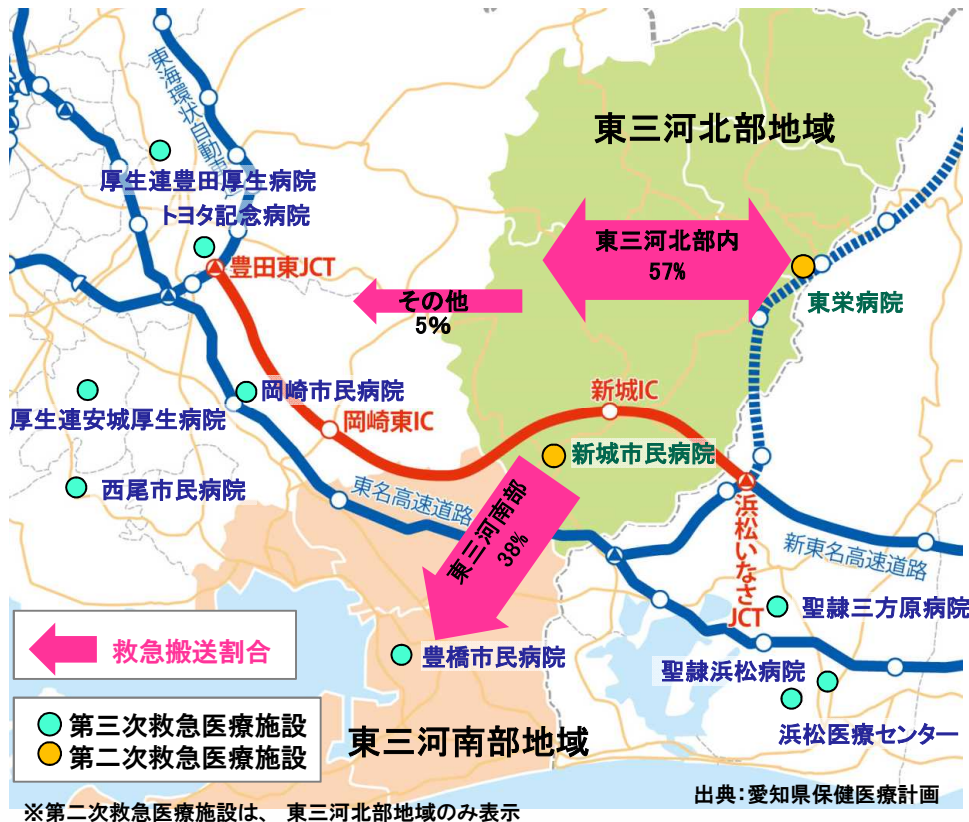 東海環状自動車
東三河北部地域
厚生連豊田厚生病院
トヨタ記念病院
豊田東JCT
東三河北部内
57%
その他
5%
東栄病院
岡崎市民病院
新城IC
厚生連安城厚生病院
岡崎東IC
新城市民病院
西尾市民病院
東名高速道路
東三河南部
38%
浜松いなさ
JCT
新東名高速道路
聖隷三方原病院
救急搬送割合
豊橋市民病院
聖隷浜松病院
第三次救急医療施設
第二次救急医療施設
東三河南部地域
浜松医療センター
出典：愛知県保健医療計画
※第二次救急医療施設は、 東三河北部地域のみ表示